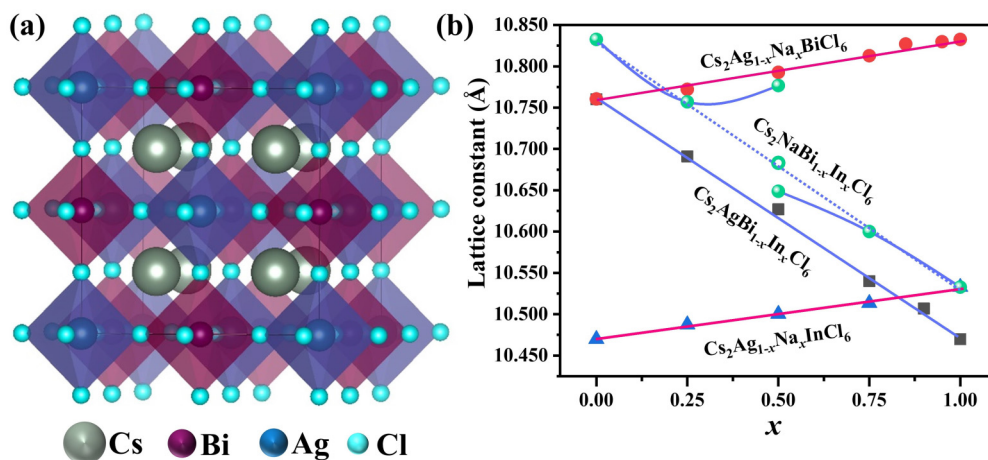 (a)
Cs Bi Ag Cl
(b)
Lattice constant (Å)
10.850
10.800
10.750
10.700
10.650
10.600
10.550
10.500
10.450
Cs₂Ag₁₋ₓNaₓBiCl₆
Cs₂NaBi₁₋ₓInₓCl₆
Cs₂AgBi₁₋ₓInₓCl₆
Cs₂Ag₁₋ₓNaₓInCl₆
0.00 0.25 0.50 0.75 1.00
x